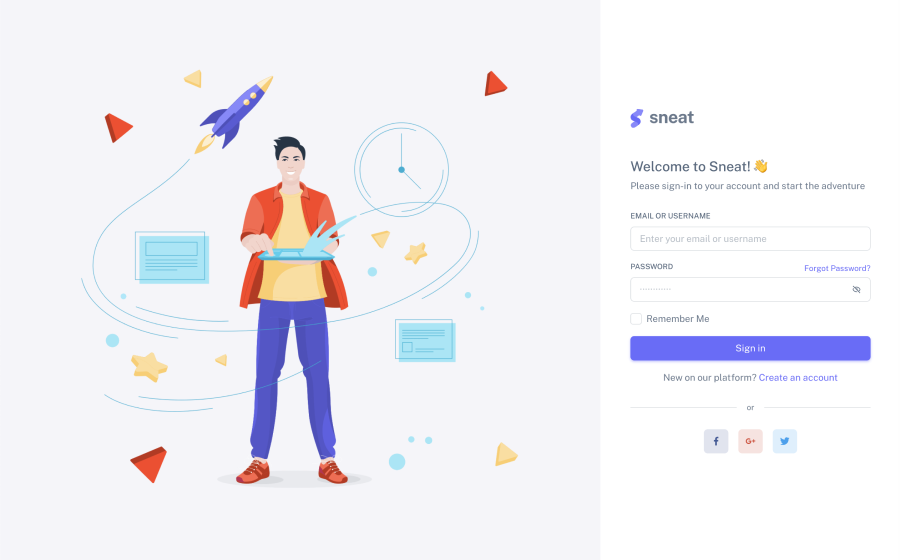 sneat
Welcome to Sneat! 👋
Please sign-in to your account and start the adventure
EMAIL OR USERNAME
Enter your email or username
PASSWORD
Forgot Password?
············
Remember Me
Sign in
New on our platform? Create an account
or
f
G+